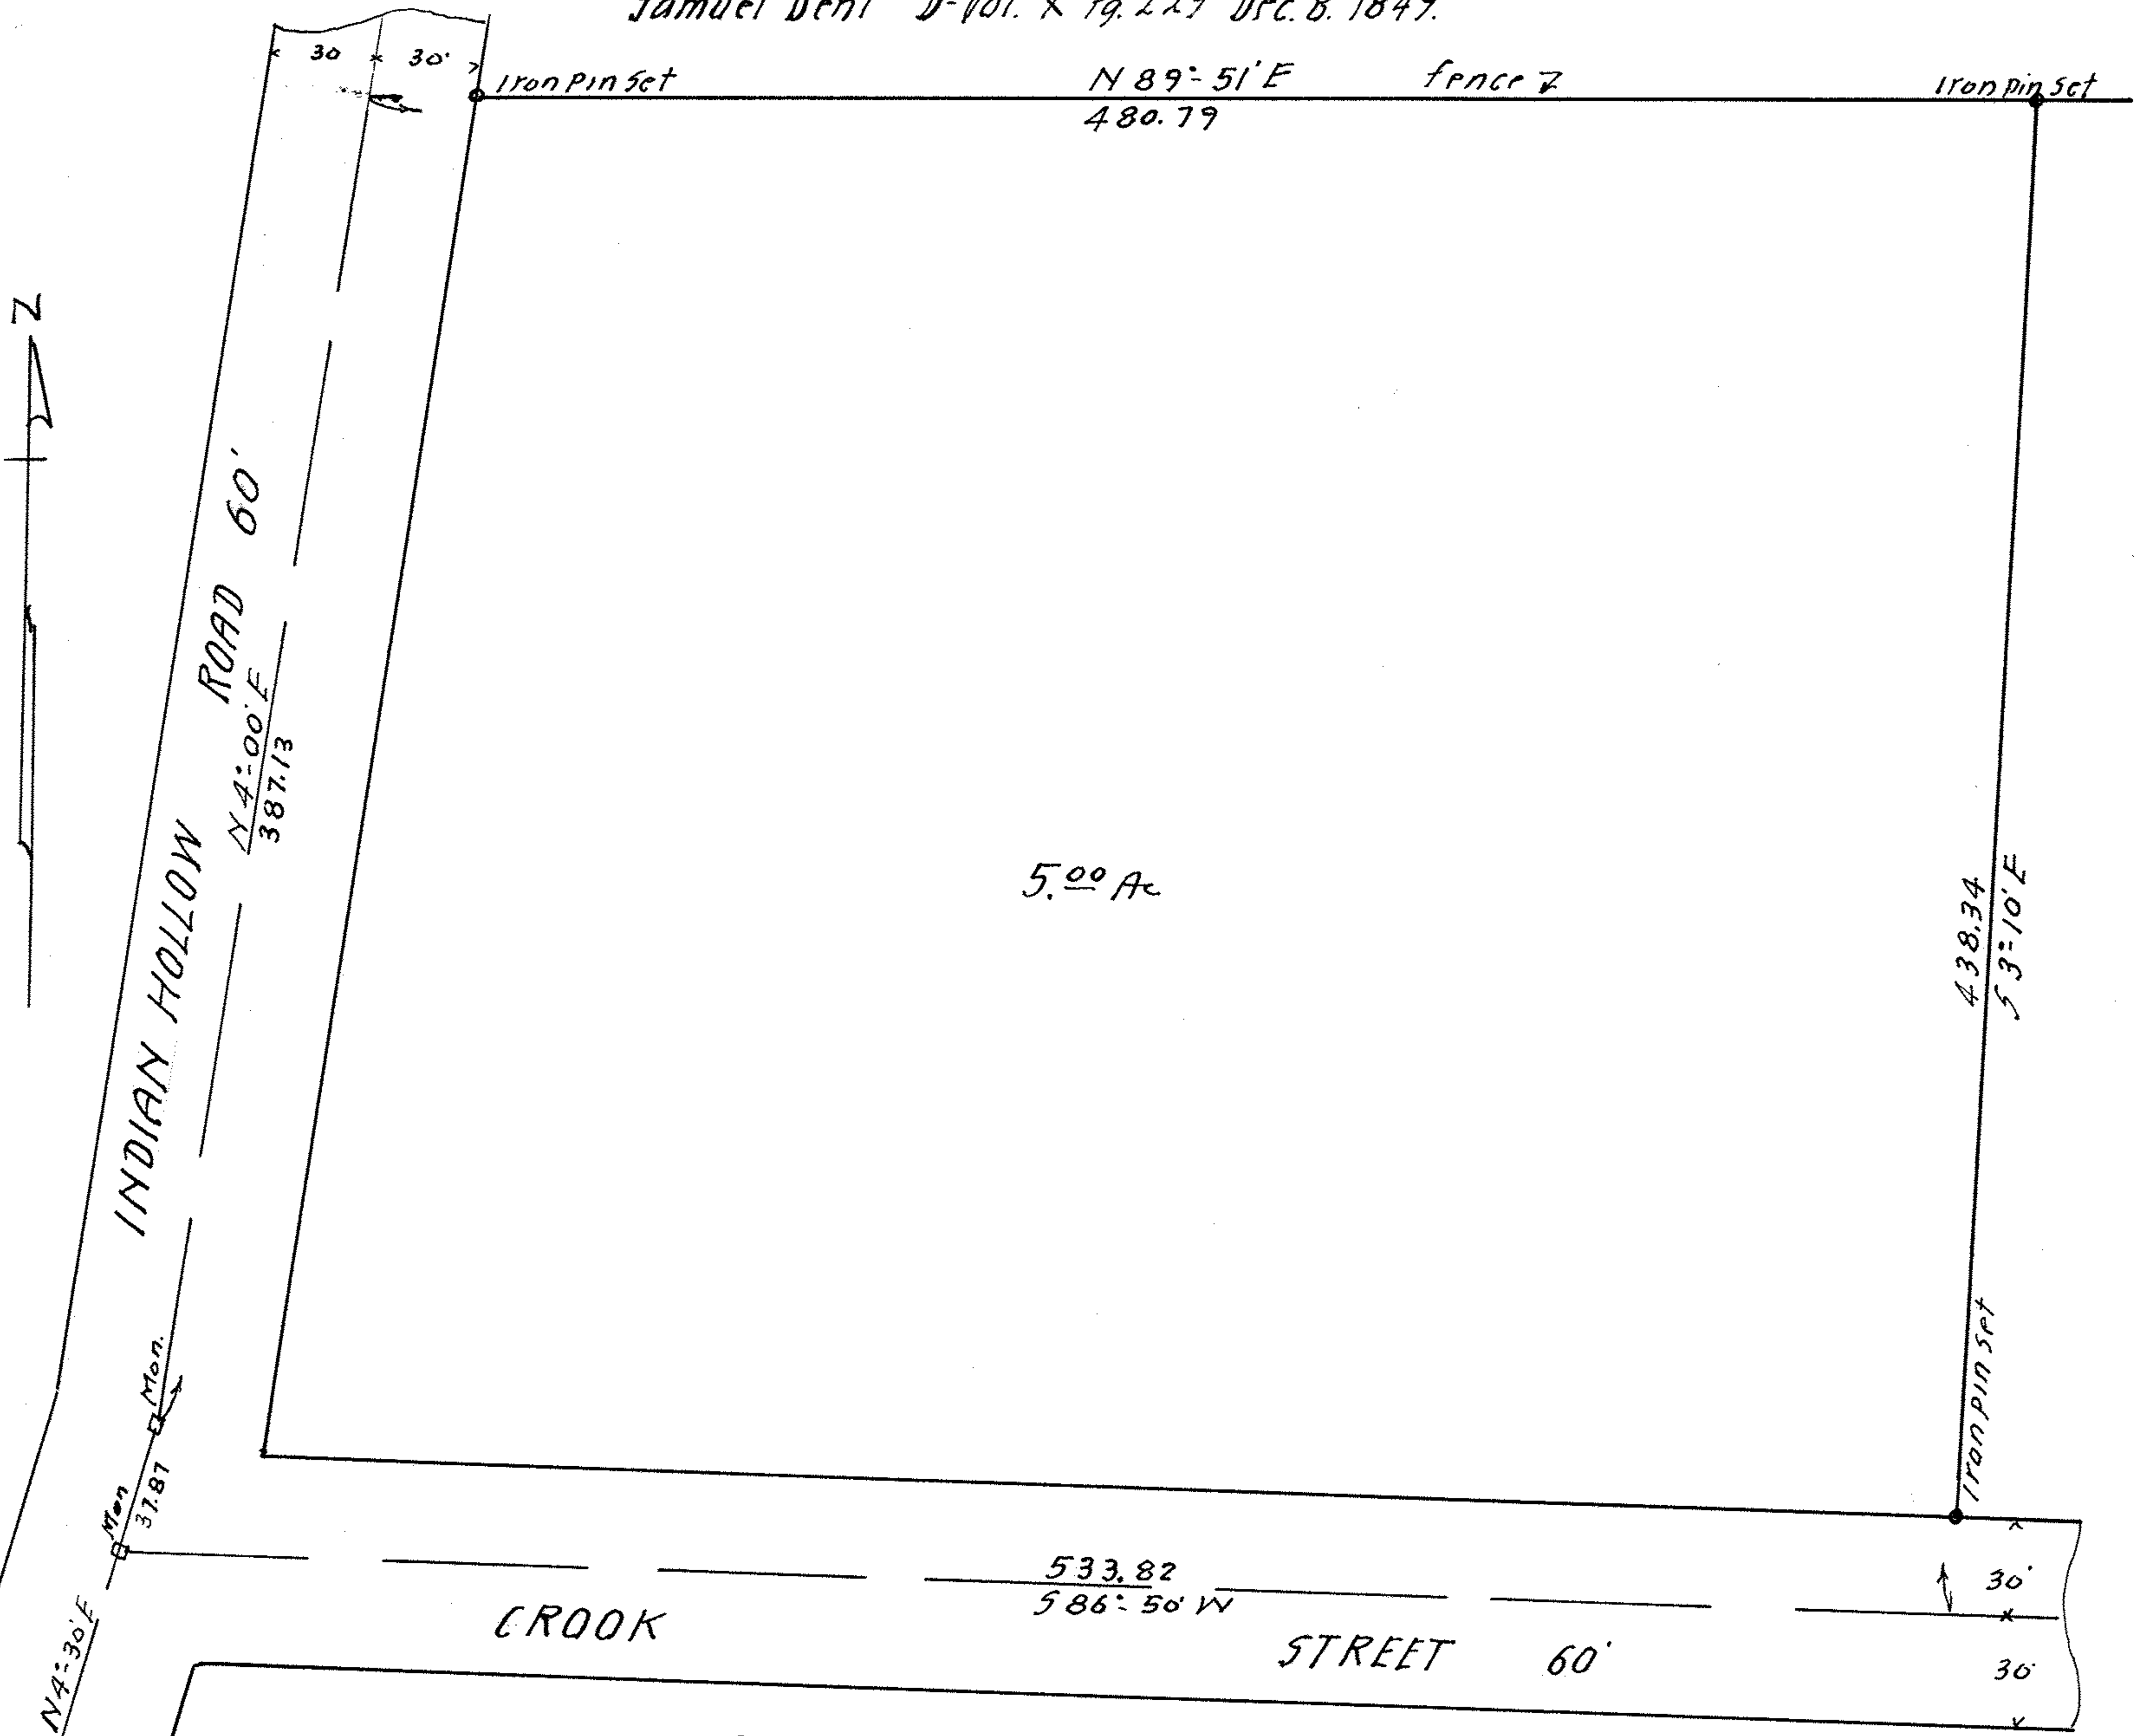 Samuel Dent D-Vol. X Pg. 229 Dec. 8. 1849.
30 30'
Iron pin set
N 89°-51' E
480.79
fence
Iron pin set
N
INDIAN HOLLOW ROAD 60'
N 4°-00' E
387.13
5.00 Ac
438.34
S 3°-10' E
Iron pin set
Mon.
37.87
Mon
N 4°-30' E
533.82
S 86°-50' W
CROOK STREET 60'
30'
30'